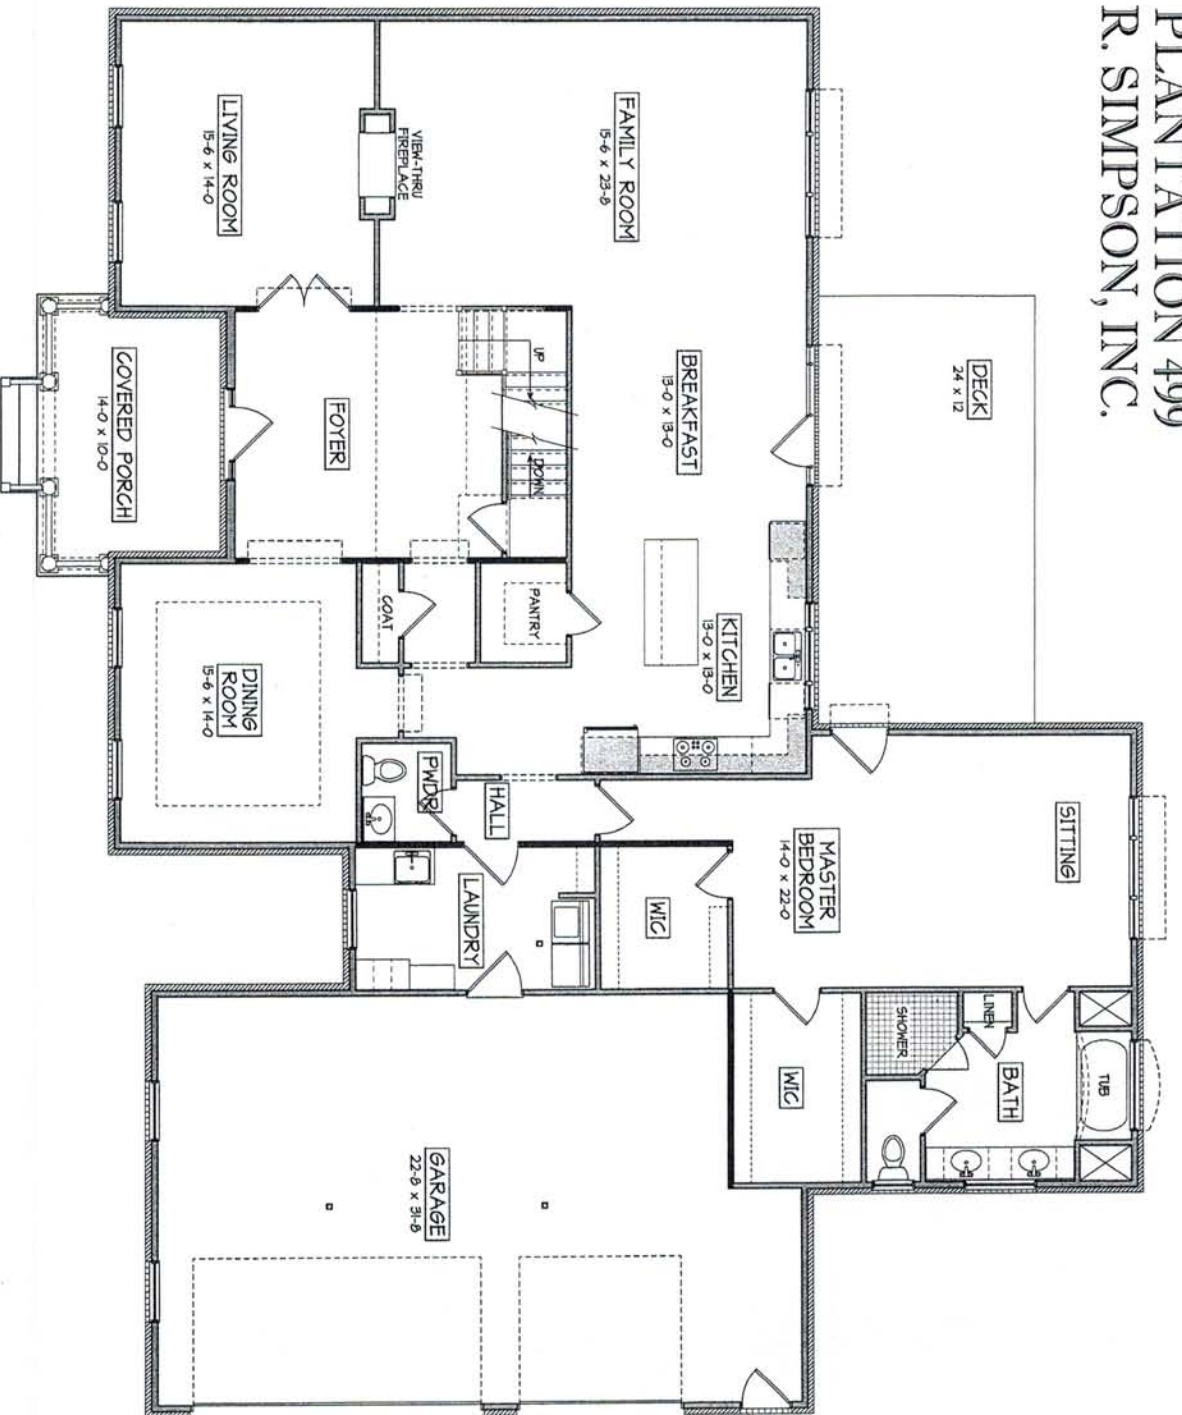 PLANTATION 499
R. SIMPSON, INC.
DECK
24 x 12
SITTING
TUB
BATH
LINEN
SHOWER
MASTER
BEDROOM
14-0 x 22-0
WIC
KITCHEN
13-0 x 13-0
BREAKFAST
13-0 x 13-0
FAMILY ROOM
15-6 x 23-8
WIC
UP
DOWN
PANTRY
HALL
LAUNDRY
PWDR
GARAGE
22-8 x 31-8
VIEW-THRU
FIREPLACE
COAT
FOYER
LIVING ROOM
15-6 x 14-0
DINING
ROOM
15-6 x 14-0
COVERED PORCH
14-0 x 10-0